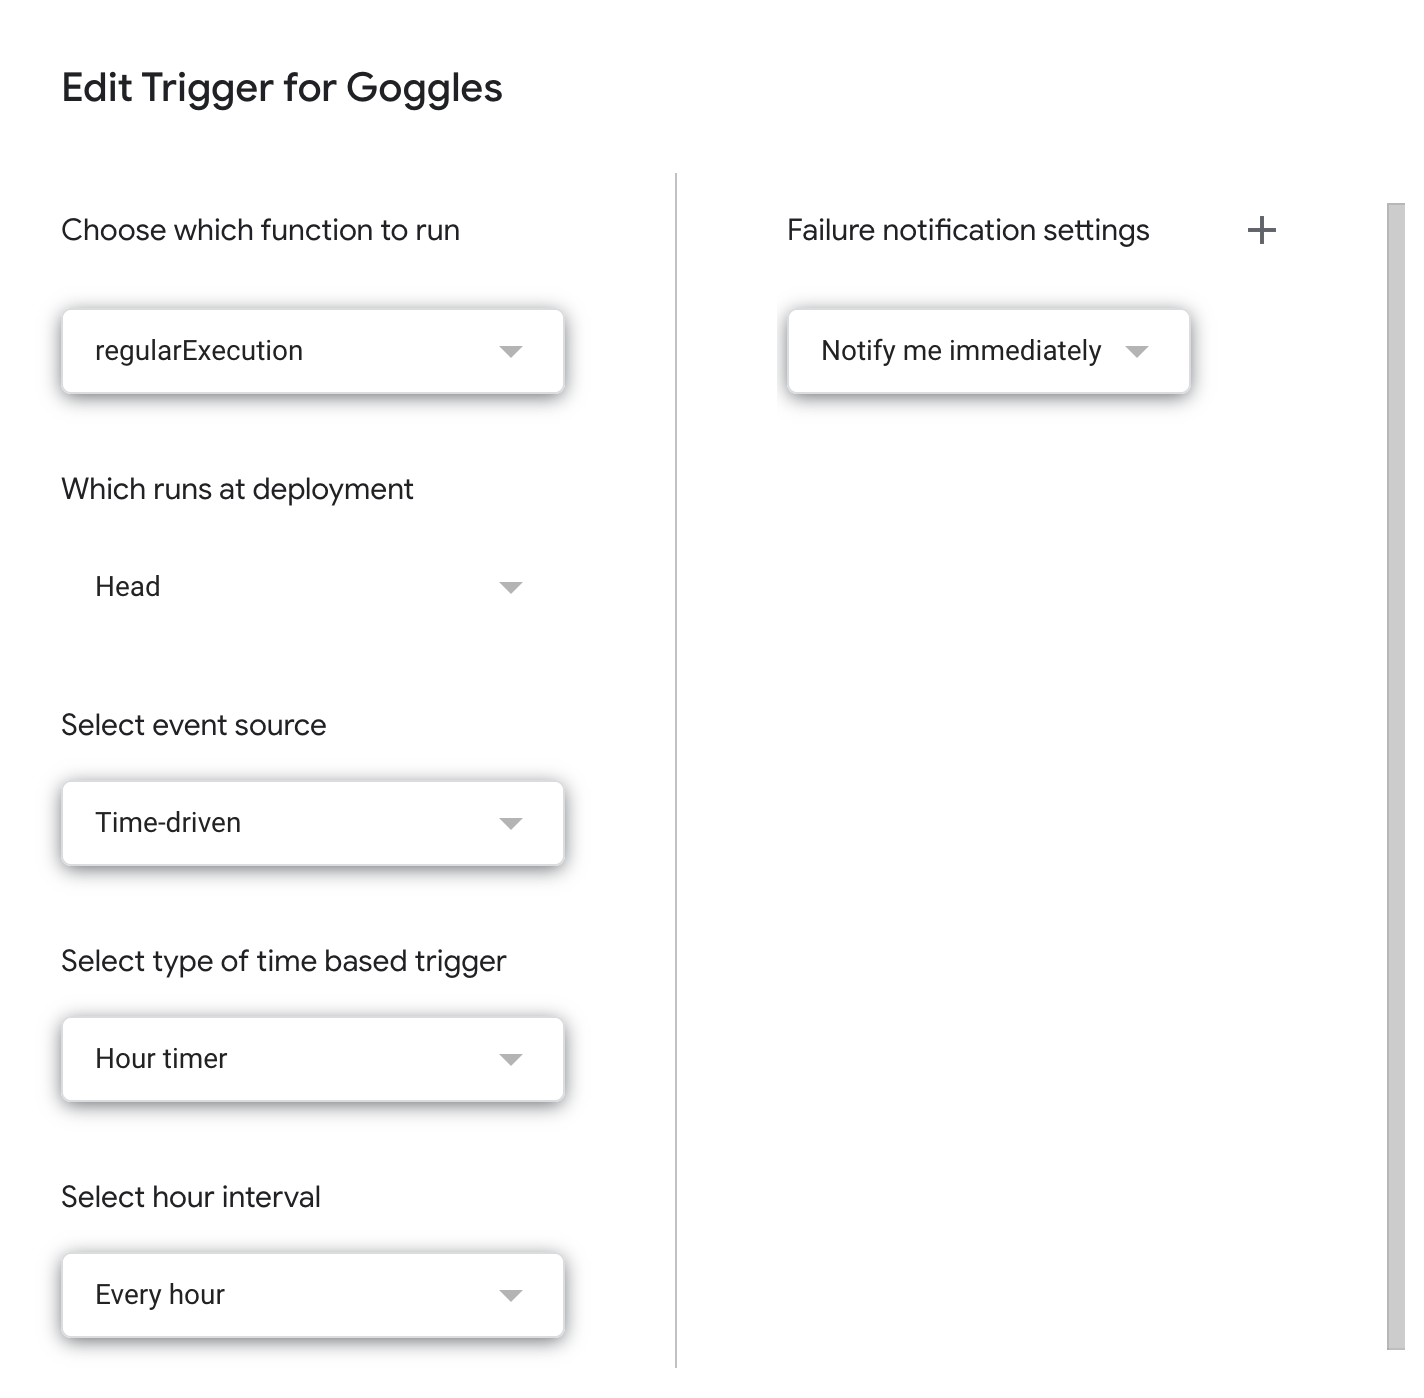 Edit Trigger for Goggles
Choose which function to run
regularExecution
Which runs at deployment
Head
Select event source
Time-driven
Select type of time based trigger
Hour timer
Select hour interval
Every hour
Failure notification settings
Notify me immediately